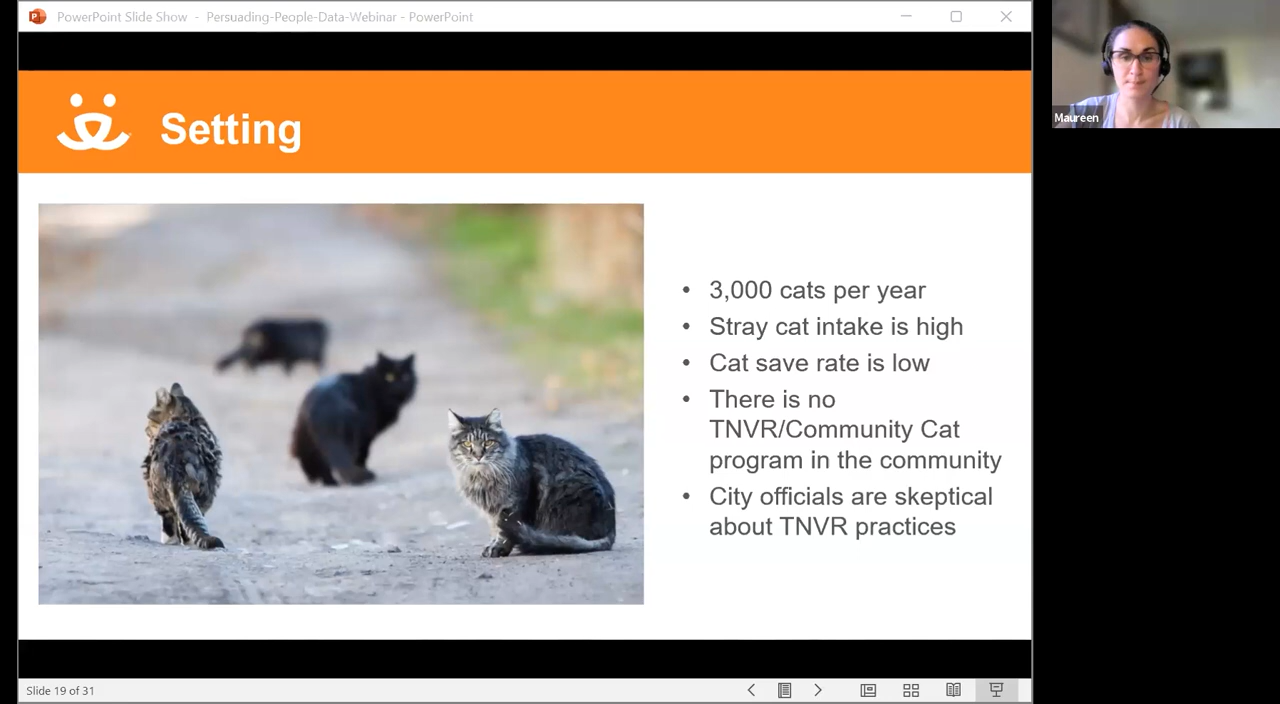 PowerPoint Slide Show - Persuading-People-Data-Webinar - PowerPoint
Maureen
Setting
• 3,000 cats per year
• Stray cat intake is high
• Cat save rate is low
• There is no
TNVR/Community Cat
program in the community
• City officials are skeptical
about TNVR practices
Slide 19 of 31